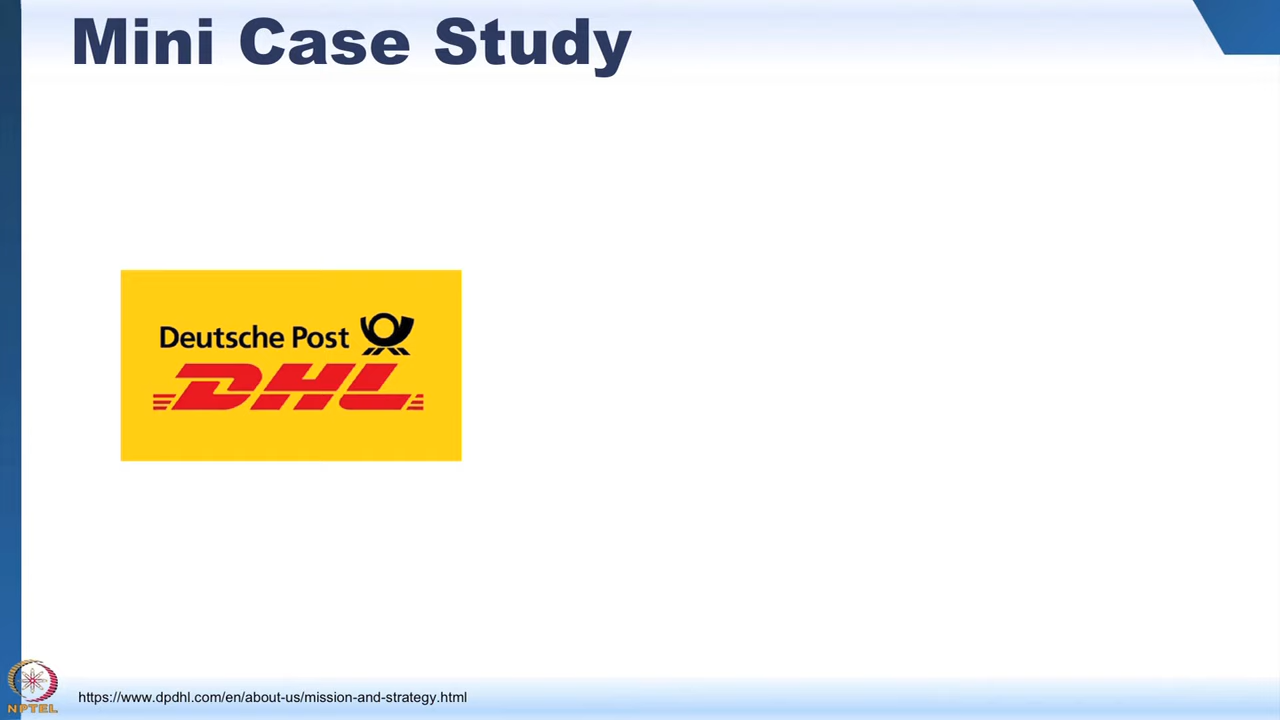 Mini Case Study
Deutsche Post
DHL
NPTEL
https://www.dpdhl.com/en/about-us/mission-and-strategy.html